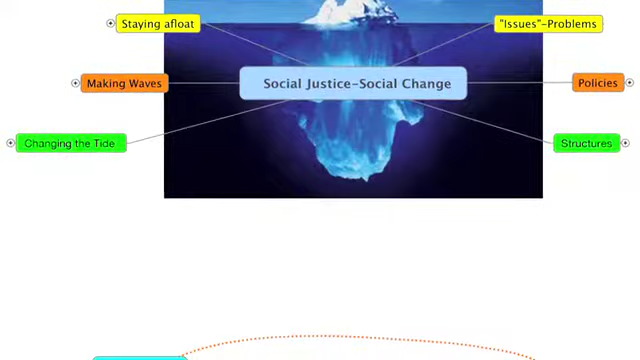 Staying afloat
"Issues"-Problems
Making Waves
Social Justice-Social Change
Policies
Changing the Tide
Structures